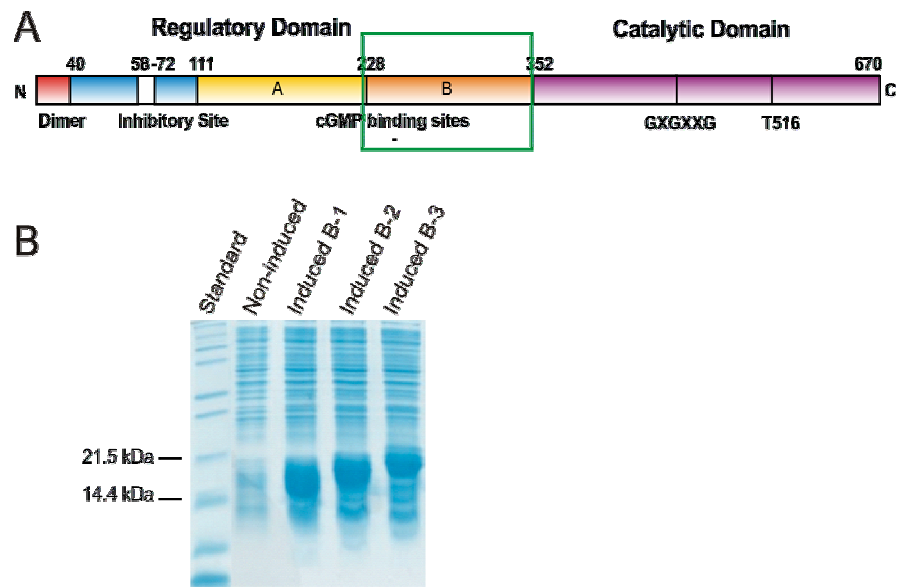 A
Regulatory Domain
Catalytic Domain
40
58-72
111
228
352
670
N
A
B
C
Dimer
Inhibitory Site
cGMP binding sites
GXGXXG
T516
B
Standard
Non-induced
Induced B-1
Induced B-2
Induced B-3
21.5 kDa
14.4 kDa